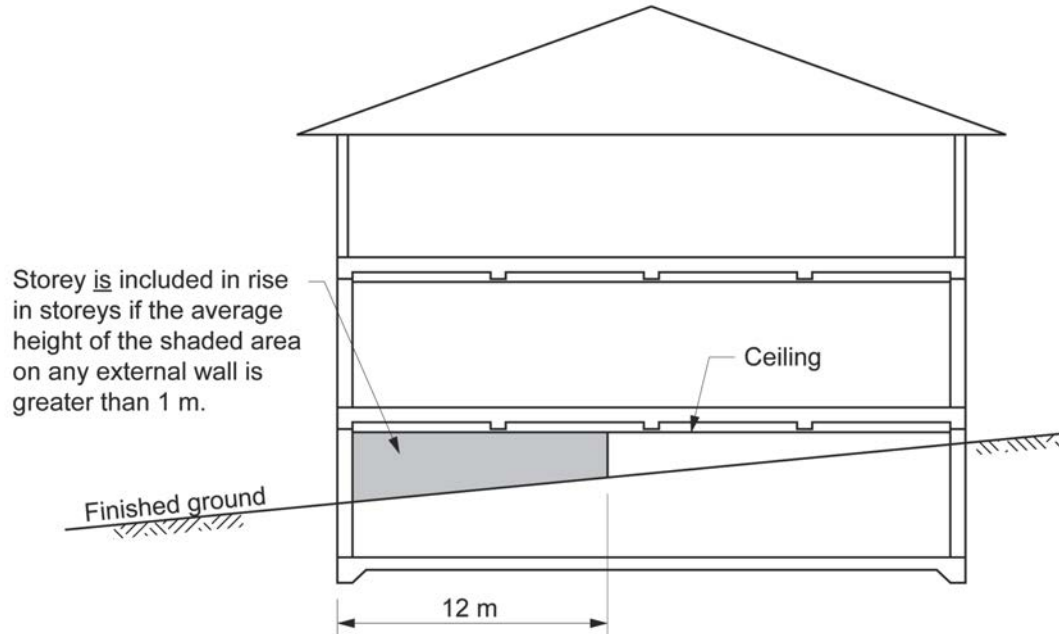 Storey is included in rise
in storeys if the average
height of the shaded area
on any external wall is
greater than 1 m.
Ceiling
Finished ground
12 m